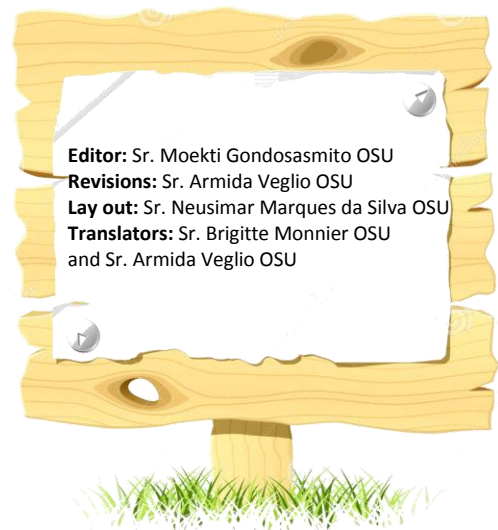 Editor: Sr. Moekti Gondosasmito OSU
Revisions: Sr. Armida Veglio OSU
Lay out: Sr. Neusimar Marques da Silva OSU
Translators: Sr. Brigitte Monnier OSU
and Sr. Armida Veglio OSU